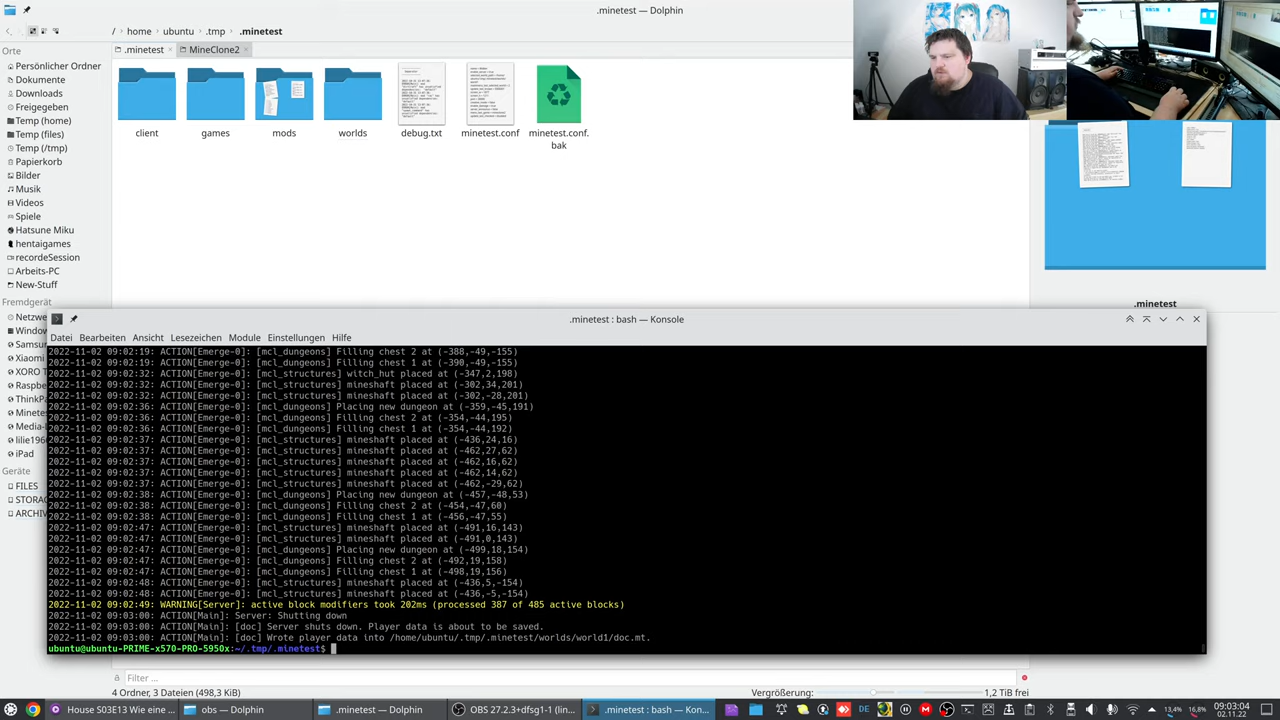 .minetest — Dolphin
/ home ubuntu .tmp .minetest
Orte
.minetest
MineClone2
Persönlicher Ordner
Dokumente
Downloads
Freigegeben
Temp (home)
Temp (files)
Temp (/tmp)
Papierkorb
Bilder
Musik
Videos
Spiele
Hatsune Miku
hentaigames
recordeSession
Arbeits-PC
New-Stuff
Fremdgerät
Netzwe
Window
Samsu
Xiaomi
XORO T
Raspbe
ThinkP
Minetes
Media-
lilie196
iPad
Geräte
FILES
STORA
ARCHIV
client
games
mods
worlds
debug.txt
minetest.conf
minetest.conf.
bak
.minetest
.minetest : bash — Konsole
Datei Bearbeiten Ansicht Lesezeichen Module Einstellungen Hilfe
2022-11-02 09:02:19: ACTION[Emerge-0]: [mcl_dungeons] Filling chest 2 at (-388,-49,-155)
2022-11-02 09:02:19: ACTION[Emerge-0]: [mcl_dungeons] Filling chest 1 at (-390,-49,-155)
2022-11-02 09:02:32: ACTION[Emerge-0]: [mcl_structures] witch_hut placed at (-347,2,198)
2022-11-02 09:02:32: ACTION[Emerge-0]: [mcl_structures] mineshaft placed at (-302,34,201)
2022-11-02 09:02:32: ACTION[Emerge-0]: [mcl_structures] mineshaft placed at (-302,-28,201)
2022-11-02 09:02:36: ACTION[Emerge-0]: [mcl_dungeons] Placing new dungeon at (-359,-45,191)
2022-11-02 09:02:36: ACTION[Emerge-0]: [mcl_dungeons] Filling chest 2 at (-354,-44,195)
2022-11-02 09:02:36: ACTION[Emerge-0]: [mcl_dungeons] Filling chest 1 at (-354,-44,192)
2022-11-02 09:02:37: ACTION[Emerge-0]: [mcl_structures] mineshaft placed at (-436,24,16)
2022-11-02 09:02:37: ACTION[Emerge-0]: [mcl_structures] mineshaft placed at (-462,27,62)
2022-11-02 09:02:37: ACTION[Emerge-0]: [mcl_structures] mineshaft placed at (-462,16,62)
2022-11-02 09:02:37: ACTION[Emerge-0]: [mcl_structures] mineshaft placed at (-462,14,62)
2022-11-02 09:02:37: ACTION[Emerge-0]: [mcl_structures] mineshaft placed at (-462,-29,62)
2022-11-02 09:02:38: ACTION[Emerge-0]: [mcl_dungeons] Placing new dungeon at (-457,-48,53)
2022-11-02 09:02:38: ACTION[Emerge-0]: [mcl_dungeons] Filling chest 2 at (-454,-47,60)
2022-11-02 09:02:38: ACTION[Emerge-0]: [mcl_dungeons] Filling chest 1 at (-456,-47,55)
2022-11-02 09:02:47: ACTION[Emerge-0]: [mcl_structures] mineshaft placed at (-491,16,143)
2022-11-02 09:02:47: ACTION[Emerge-0]: [mcl_structures] mineshaft placed at (-491,0,143)
2022-11-02 09:02:47: ACTION[Emerge-0]: [mcl_dungeons] Placing new dungeon at (-499,18,154)
2022-11-02 09:02:47: ACTION[Emerge-0]: [mcl_dungeons] Filling chest 2 at (-492,19,158)
2022-11-02 09:02:47: ACTION[Emerge-0]: [mcl_dungeons] Filling chest 1 at (-498,19,156)
2022-11-02 09:02:48: ACTION[Emerge-0]: [mcl_structures] mineshaft placed at (-436,5,-154)
2022-11-02 09:02:48: ACTION[Emerge-0]: [mcl_structures] mineshaft placed at (-436,-5,-154)
2022-11-02 09:02:49: WARNING[Server]: active block modifiers took 202ms (processed 387 of 485 active blocks)
2022-11-02 09:03:00: ACTION[Main]: Server: Shutting down
2022-11-02 09:03:00: ACTION[Main]: [doc] Server shuts down. Player data is about to be saved.
2022-11-02 09:03:00: ACTION[Main]: [doc] Wrote player data into /home/ubuntu/.tmp/.minetest/worlds/world1/doc.mt.
ubuntu@ubuntu-PRIME-x570-PRO-5950x:~/.tmp/.minetest$
Filter ...
4 Ordner, 3 Dateien (498,3 KiB)
Vergrößerung:
1,2 TiB frei
House S03E13 Wie eine ...
obs — Dolphin
.minetest — Dolphin
OBS 27.2.3+dfsg1-1 (lin...
.minetest : bash — Kon...
DE
13,4%
16,8%
09:03:04
02.11.22